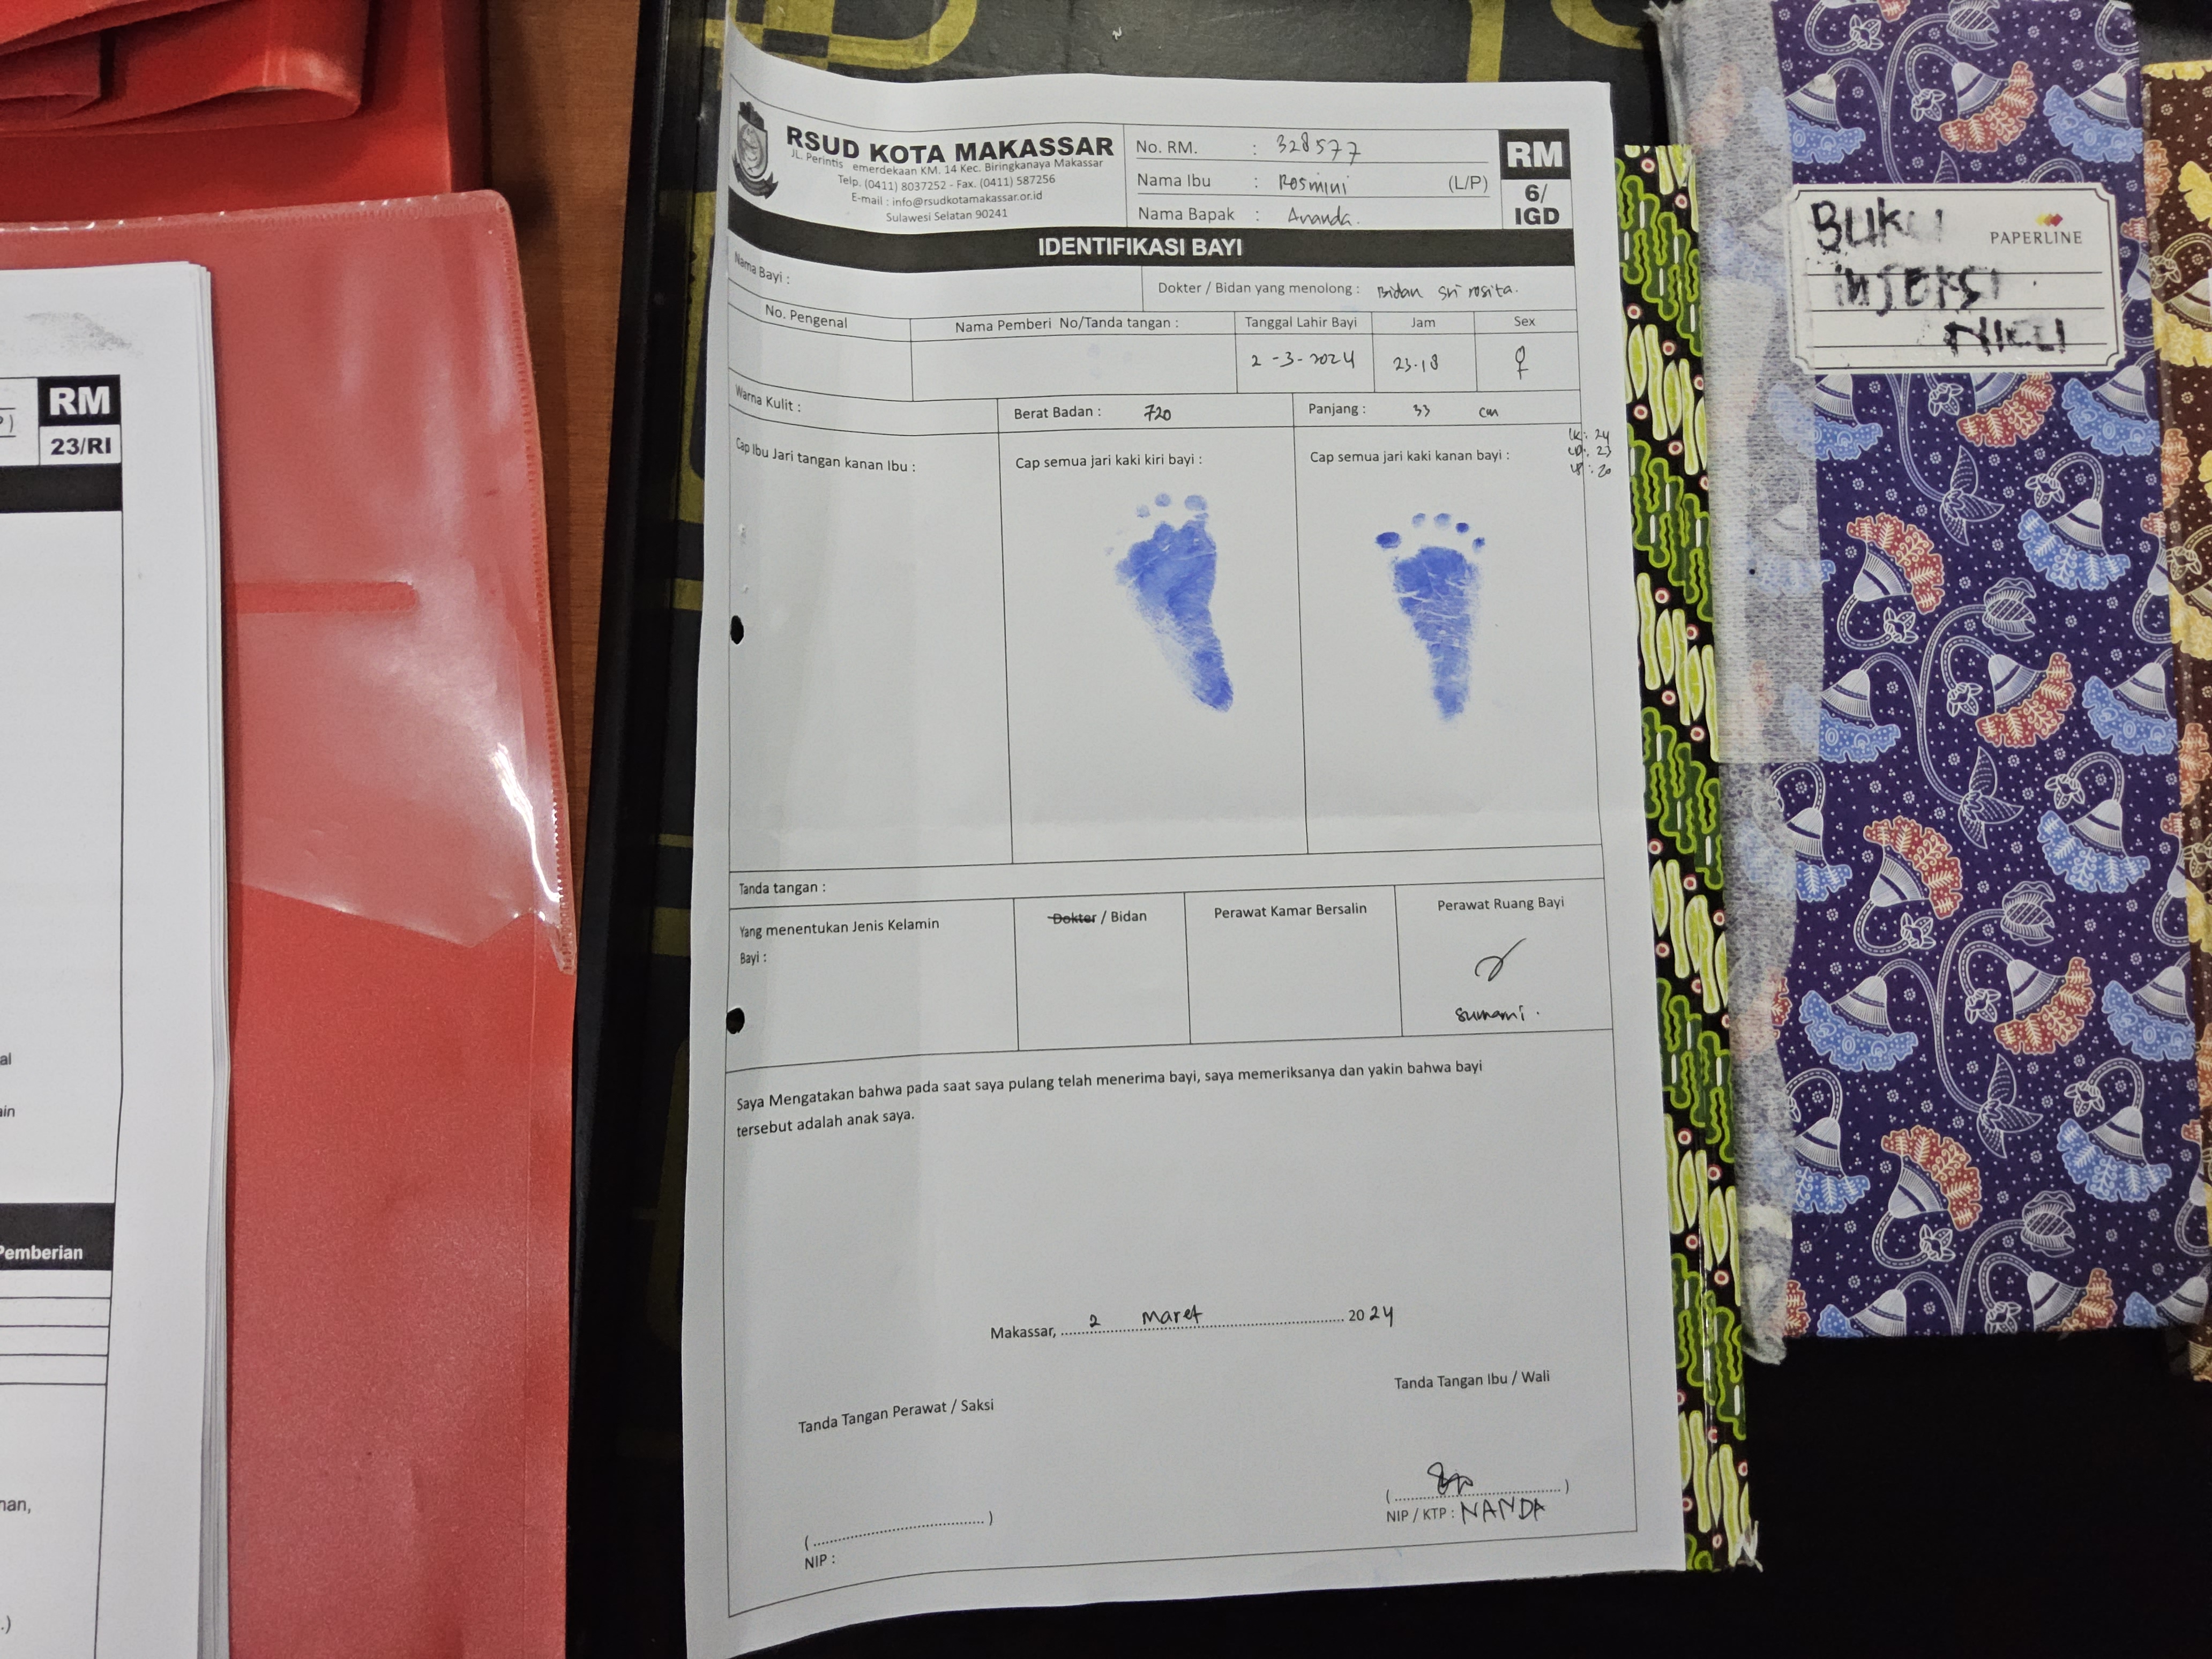 RSUD KOTA MAKASSAR
JL. Perintis emerdekaan KM. 14 Kec. Biringkanaya Makassar
Telp. (0411) 8037252 - Fax. (0411) 587256
E-mail : info@rsudkotamakassar.or.id
Sulawesi Selatan 90241
No. RM. : 328577
Nama Ibu : Rosmini (L/P)
Nama Bapak : Ananda.
RM
6/
IGD
IDENTIFIKASI BAYI
Nama Bayi :
Dokter / Bidan yang menolong : Bidan sri rosita.
No. Pengenal
Nama Pemberi No/Tanda tangan :
Tanggal Lahir Bayi
Jam
Sex
2 -3- 2024
23.18
♀
Warna Kulit :
Berat Badan : 720
Panjang : 33 cm
LK : 24
LD : 23
LP : 20
Cap Ibu Jari tangan kanan Ibu :
Cap semua jari kaki kiri bayi :
Cap semua jari kaki kanan bayi :
Tanda tangan :
Yang menentukan Jenis Kelamin
Bayi :
Dokter / Bidan
Perawat Kamar Bersalin
Perawat Ruang Bayi
Sumami.
Saya Mengatakan bahwa pada saat saya pulang telah menerima bayi, saya memeriksanya dan yakin bahwa bayi
tersebut adalah anak saya.
Makassar, 2 Maret 2024
Tanda Tangan Perawat / Saksi
Tanda Tangan Ibu / Wali
(....................)
NIP :
(....................)
NIP / KTP : NANDA
RM
23/RI
al
ain
Pemberian
nan,
.)
BUKU
INJEKSI
NICU
PAPERLINE